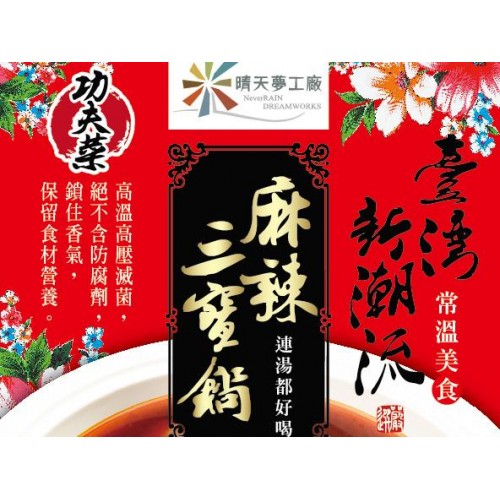 功夫菜
高溫高壓滅菌，
絕不含防腐劑，
鎖住香氣，
保留食材營養。
晴天夢工廠
NeverRAIN
DREAMWORKS
麻辣
三寶鍋
連湯都好喝
臺灣
新潮流
常溫美食
嚴選